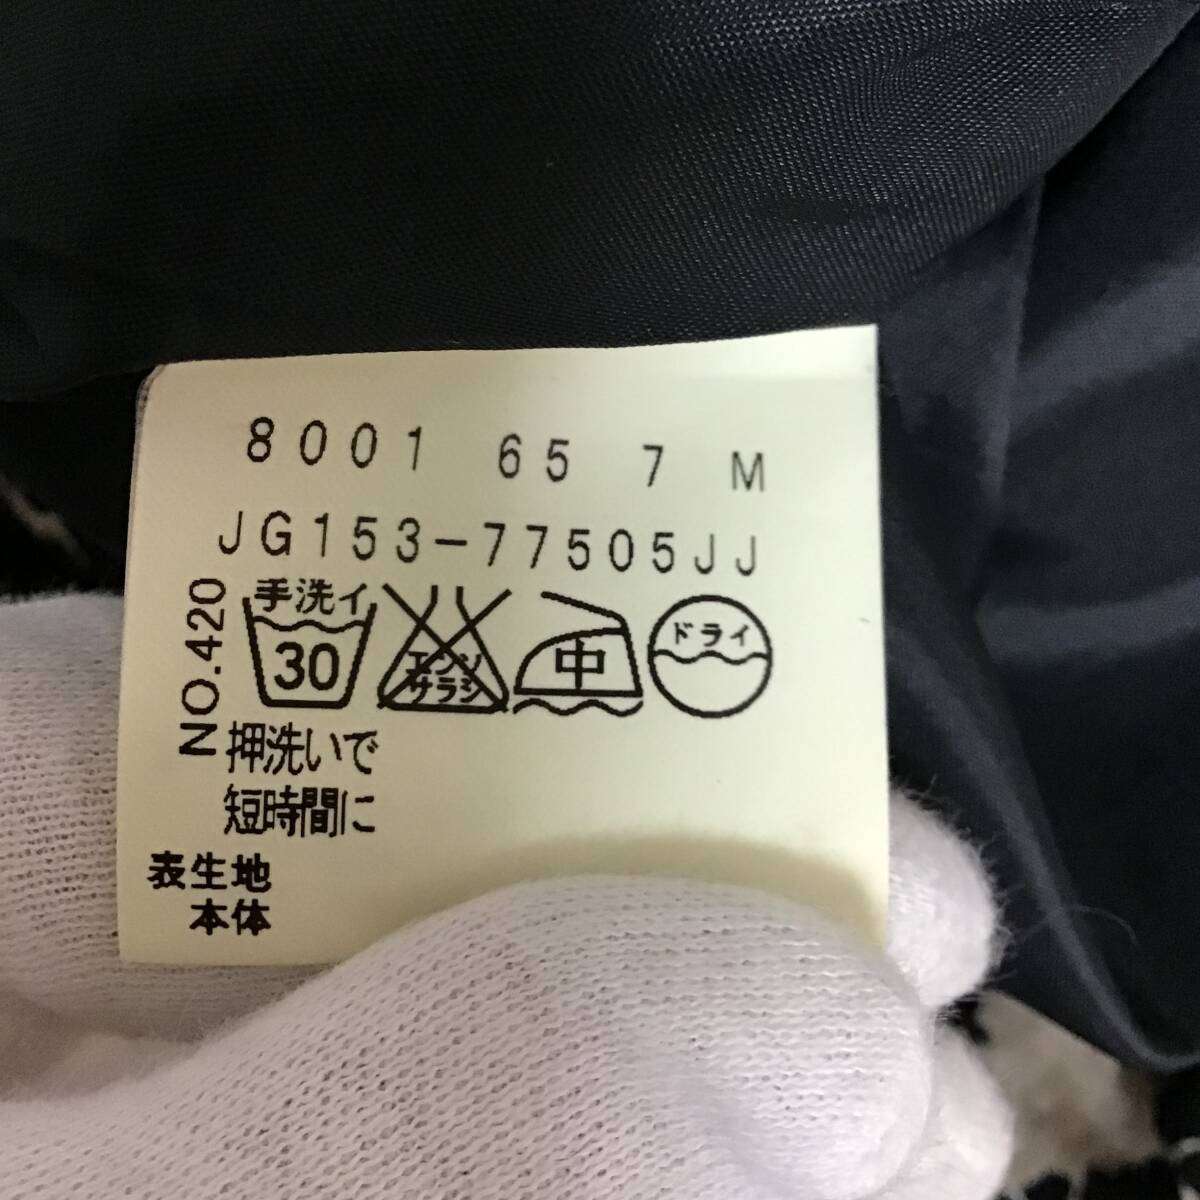 8001 65 7 M
JG153-77505JJ
NO.420
手洗イ
30
エンソ
サラシ
中
ドライ
押洗いで
短時間に
表生地
本体